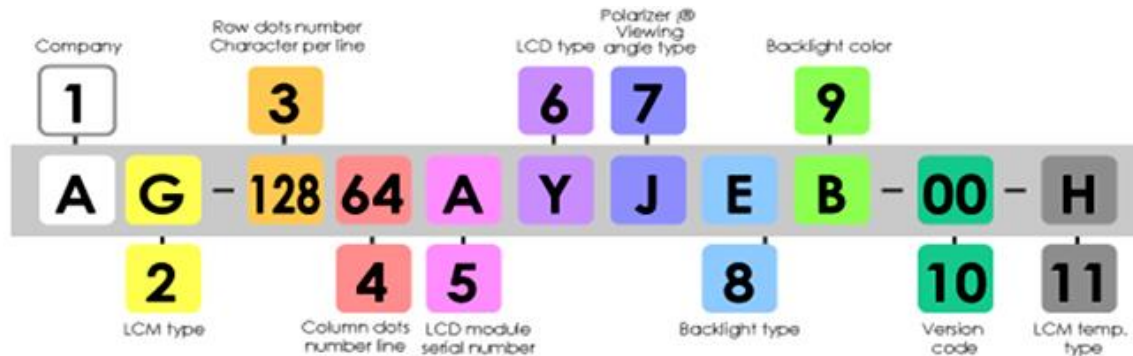 Company
Row dots number
Character per line
LCD type
Polarizer j®
Viewing
angle type
Backlight color
1
3
6
7
9
A G - 128 64 A Y J E B - 00 - H
2
4
5
8
10
11
LCM type
Column dots
number line
LCD module
serial number
Backlight type
Version
code
LCM temp.
type